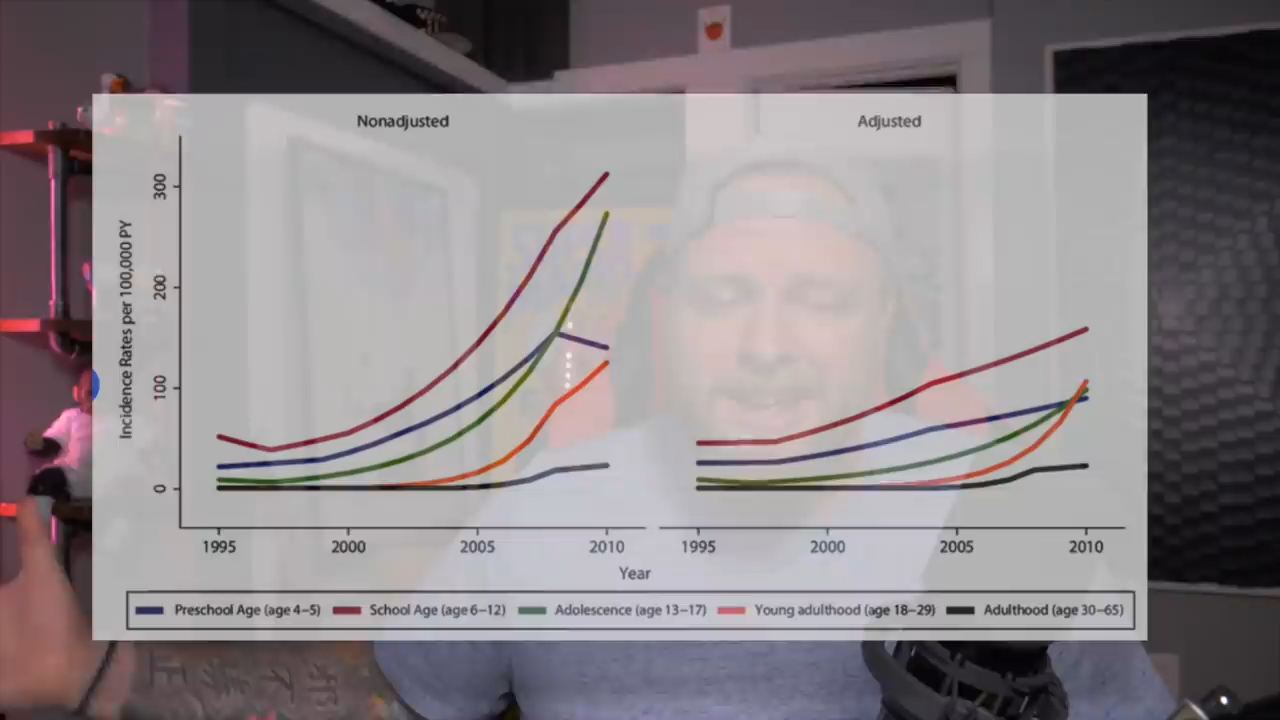 Nonadjusted
Adjusted
Incidence Rates per 100,000 PY
300
200
100
0
1995
2000
2005
2010
1995
2000
2005
2010
Year
Preschool Age (age 4–5)
School Age (age 6–12)
Adolescence (age 13–17)
Young adulthood (age 18–29)
Adulthood (age 30–65)